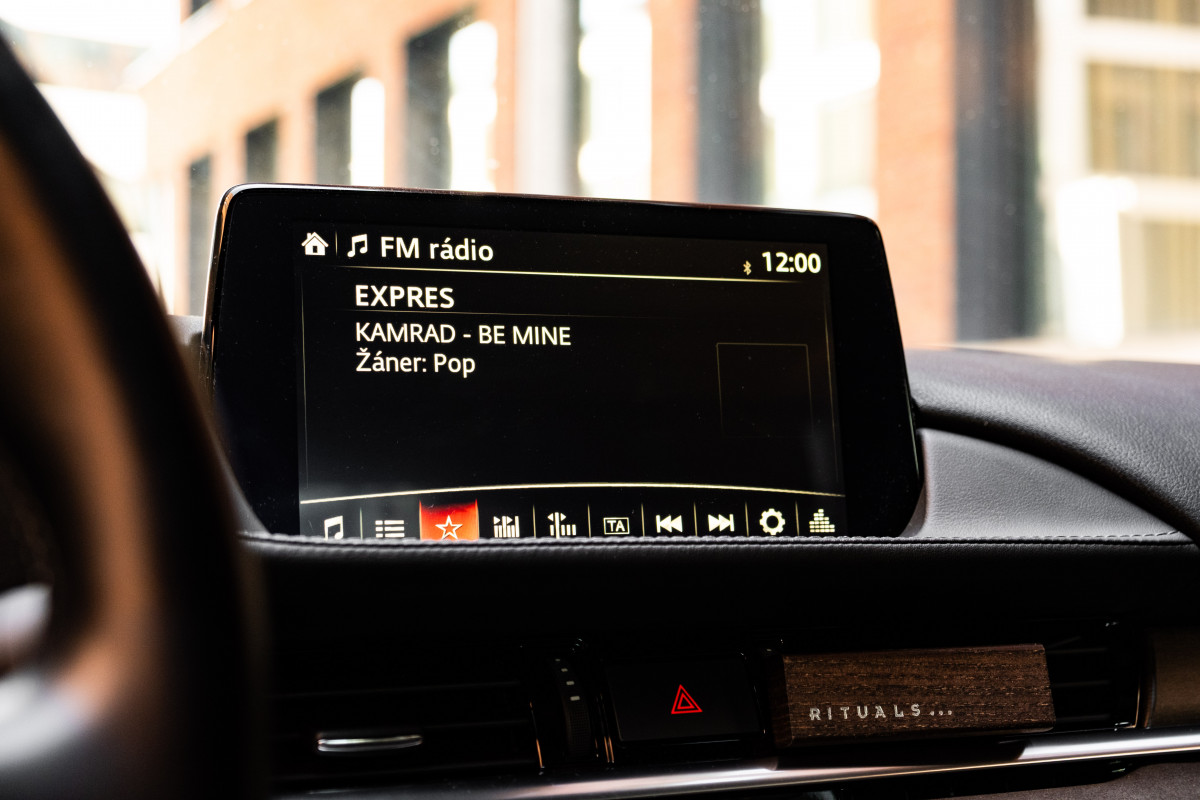 FM rádio
12:00
EXPRES
KAMRAD - BE MINE
Žáner: Pop
TA
RITUALS...